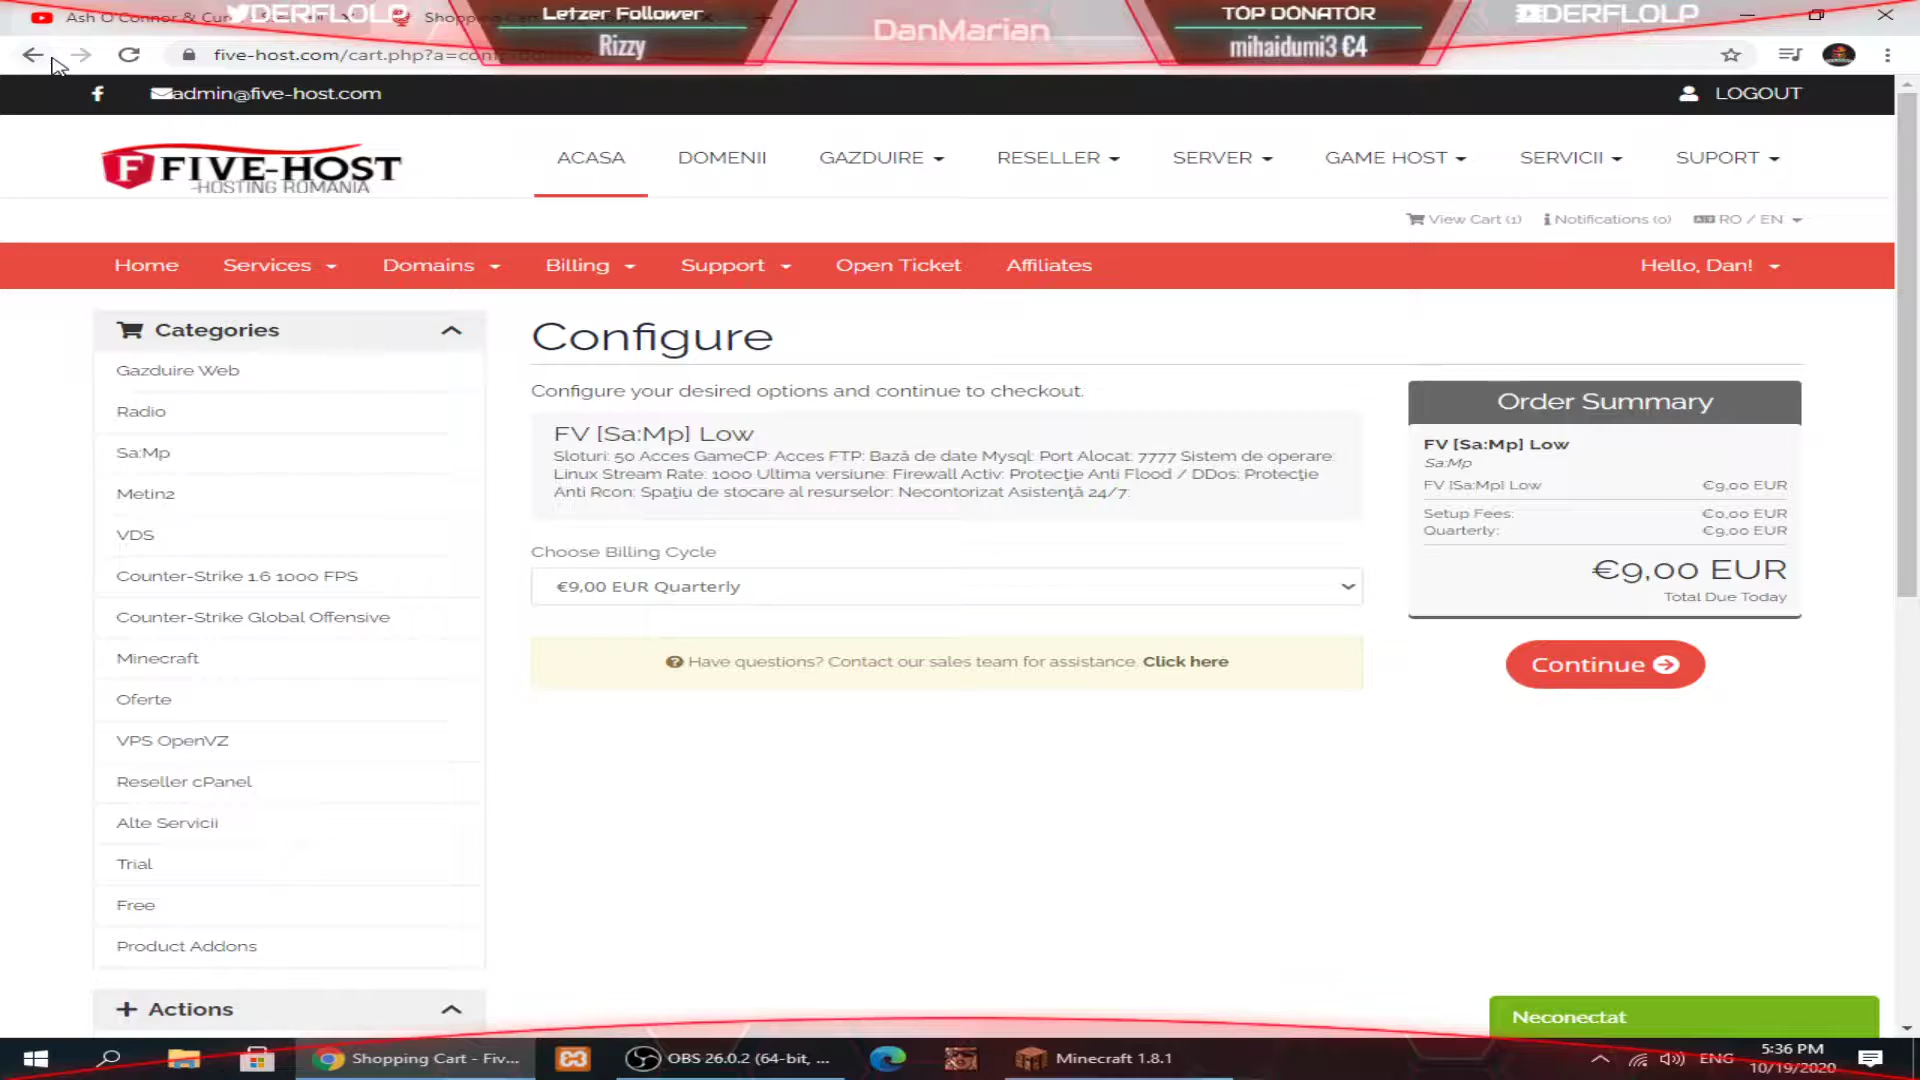 Ash O'Connor & Cur
DERFLOLP
Letzer Follower
Rizzy
DanMarian
TOP DONATOR
mihaidumi3 €4
DERFLOLP
five-host.com/cart.php?a=con
admin@five-host.com
LOGOUT
FIVE-HOST
-HOSTING ROMANIA
ACASA
DOMENII
GAZDUIRE
RESELLER
SERVER
GAME HOST
SERVICII
SUPORT
View Cart (1)
Notifications (0)
RO / EN
Home
Services
Domains
Billing
Support
Open Ticket
Affiliates
Hello, Dan!
Categories
Gazduire Web
Radio
Sa:Mp
Metin2
VDS
Counter-Strike 1.6 1000 FPS
Counter-Strike Global Offensive
Minecraft
Oferte
VPS OpenVZ
Reseller cPanel
Alte Servicii
Trial
Free
Product Addons
Actions
Configure
Configure your desired options and continue to checkout.
FV [Sa:Mp] Low
Sloturi: 50 Acces GameCP: Acces FTP: Bază de date Mysql: Port Alocat: 7777 Sistem de operare:
Linux Stream Rate: 1000 Ultima versiune: Firewall Activ: Protecţie Anti Flood / DDos: Protecţie
Anti Rcon: Spaţiu de stocare al resurselor: Necontorizat Asistenţă 24/7:
Choose Billing Cycle
€9,00 EUR Quarterly
Have questions? Contact our sales team for assistance. Click here
Order Summary
FV [Sa:Mp] Low
Sa:Mp
FV [Sa:Mp] Low €9,00 EUR
Setup Fees: €0,00 EUR
Quarterly: €9,00 EUR
€9,00 EUR
Total Due Today
Continue
Neconectat
Shopping Cart - Fiv...
OBS 26.0.2 (64-bit, ...
Minecraft 1.8.1
ENG
5:36 PM
10/19/2020